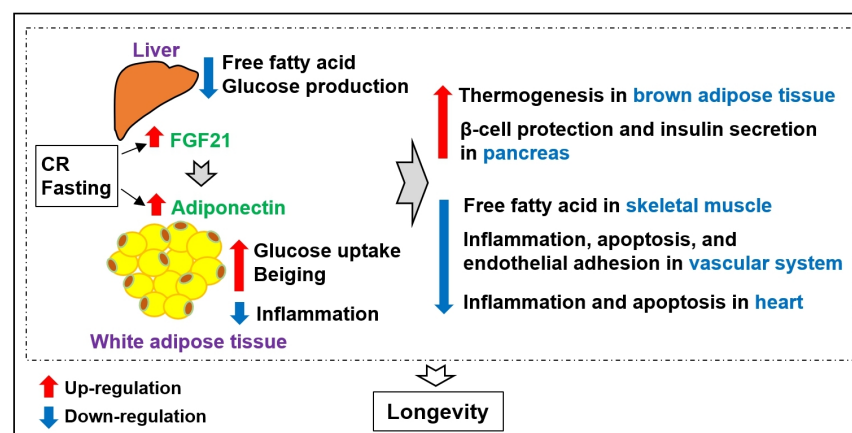 Liver
Free fatty acid
Glucose production
FGF21
CR
Fasting
Adiponectin
Glucose uptake
Beiging
Inflammation
White adipose tissue
Thermogenesis in brown adipose tissue
β-cell protection and insulin secretion
in pancreas
Free fatty acid in skeletal muscle
Inflammation, apoptosis, and
endothelial adhesion in vascular system
Inflammation and apoptosis in heart
Up-regulation
Down-regulation
Longevity